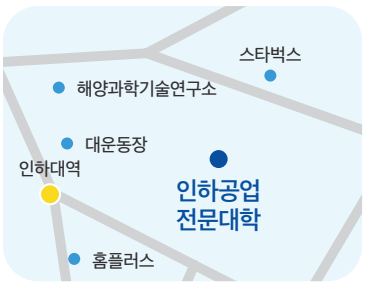 스타벅스
해양과학기술연구소
대운동장
인하대역
인하공업
전문대학
홈플러스